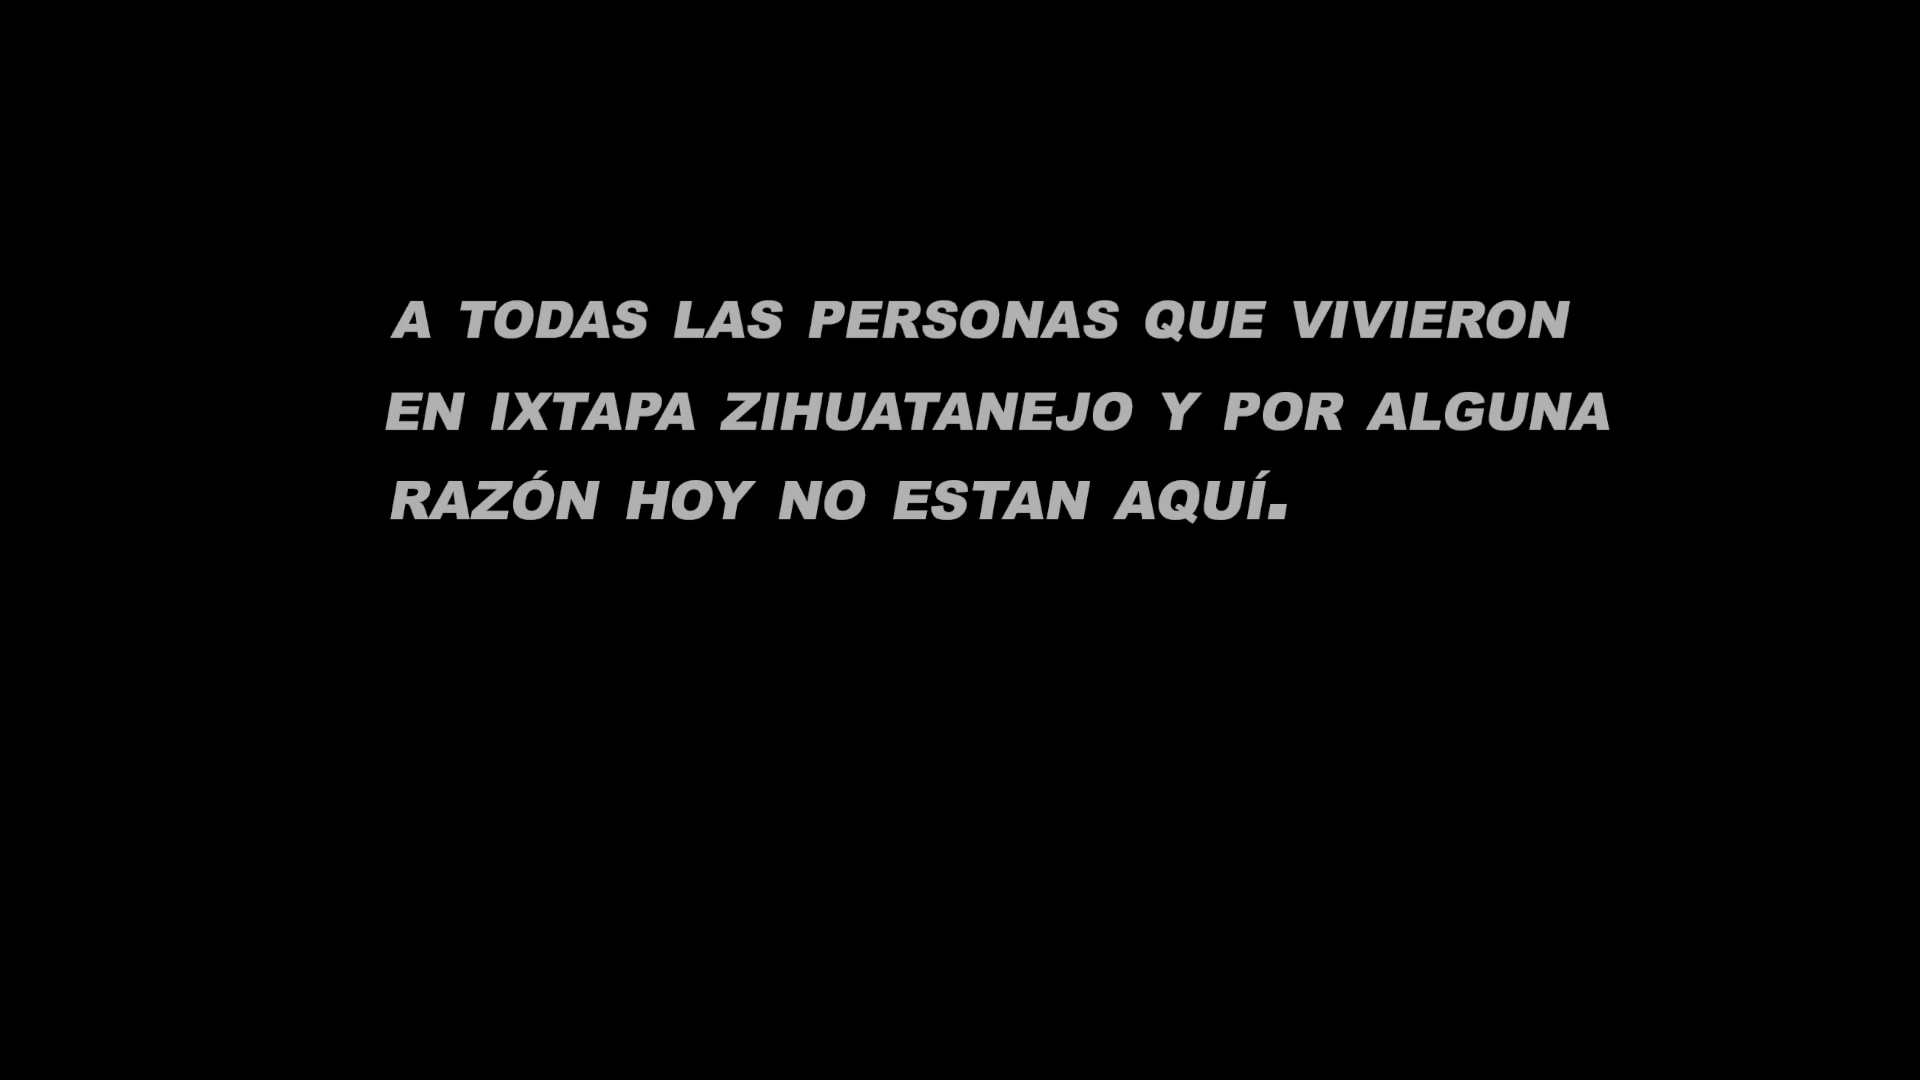 A TODAS LAS PERSONAS QUE VIVIERON
EN IXTAPA ZIHUATANEJO Y POR ALGUNA
RAZÓN HOY NO ESTAN AQUÍ.